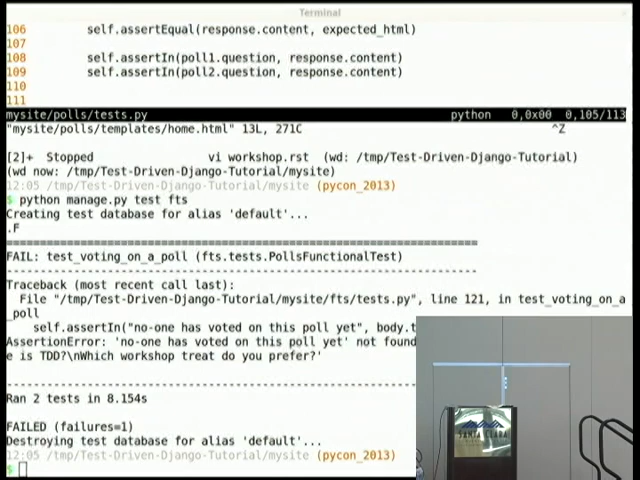 Terminal
106 self.assertEqual(response.content, expected_html)
107
108 self.assertIn(poll1.question, response.content)
109 self.assertIn(poll2.question, response.content)
110
111
mysite/polls/tests.py python 0,0x00 0,105/113
"mysite/polls/templates/home.html" 13L, 271C ^Z
[2]+ Stopped vi workshop.rst (wd: /tmp/Test-Driven-Django-Tutorial)
(wd now: /tmp/Test-Driven-Django-Tutorial/mysite)
12:05 /tmp/Test-Driven-Django-Tutorial/mysite (pycon_2013)
$ python manage.py test fts
Creating test database for alias 'default'...
.F
======================================================================
FAIL: test_voting_on_a_poll (fts.tests.PollsFunctionalTest)
----------------------------------------------------------------------
Traceback (most recent call last):
File "/tmp/Test-Driven-Django-Tutorial/mysite/fts/tests.py", line 121, in test_voting_on_a
_poll
self.assertIn("no-one has voted on this poll yet", body.t
AssertionError: 'no-one has voted on this poll yet' not found
e is TDD?\nWhich workshop treat do you prefer?'
----------------------------------------------------------------------
Ran 2 tests in 8.154s
FAILED (failures=1)
Destroying test database for alias 'default'...
12:05 /tmp/Test-Driven-Django-Tutorial/mysite (pycon_2013)
$
SANTA CLARA